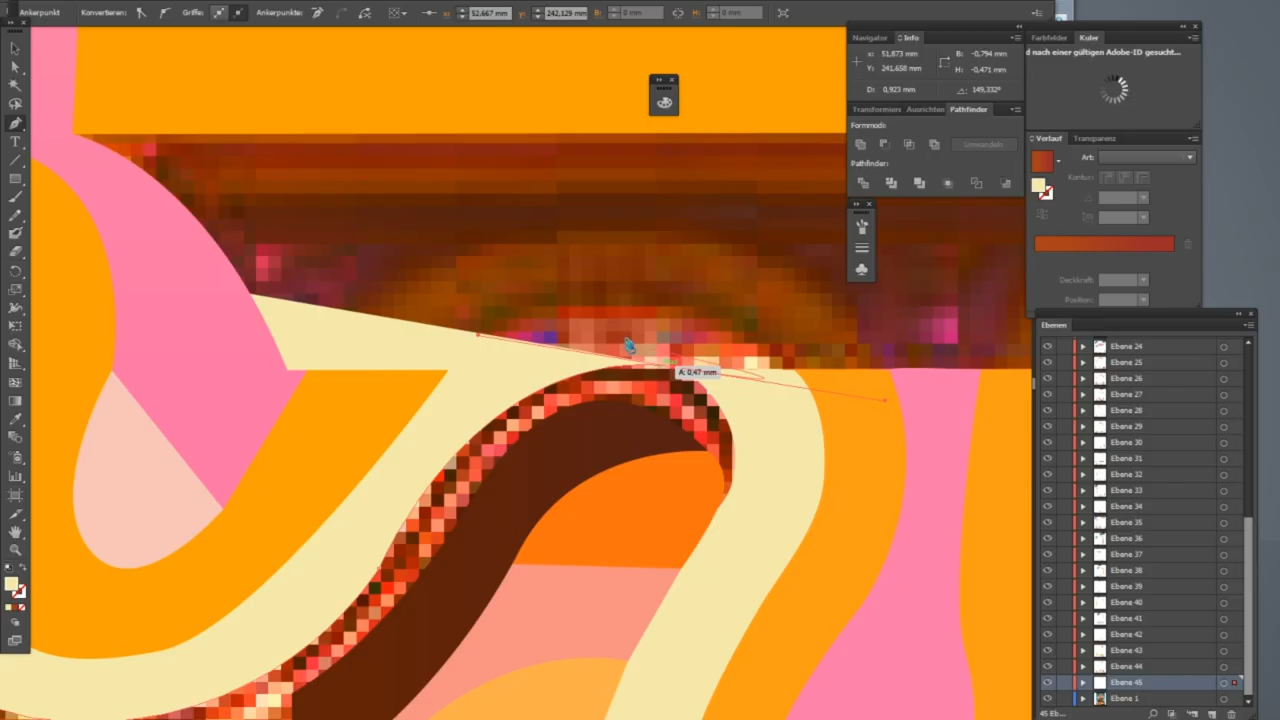 Ankerpunkt Konvertieren: Griffe: Ankerpunkte: x: 52,667 mm y: 242,129 mm B: 0 mm H: 0 mm
Navigator Info
X: 51,873 mm
Y: 241,658 mm
B: -0,794 mm
H: -0,471 mm
D: 0,923 mm
149,332°
Transformieren Ausrichten Pathfinder
Formmodi:
Umwandeln
Pathfinder:
Farbfelder Kuler
d nach einer gültigen Adobe-ID gesucht...
Verlauf Transparenz
Art:
Kontur:
Deckkraft:
Position:
A: 0,47 mm
Ebenen
Ebene 24
Ebene 25
Ebene 26
Ebene 27
Ebene 28
Ebene 29
Ebene 30
Ebene 31
Ebene 32
Ebene 33
Ebene 34
Ebene 35
Ebene 36
Ebene 37
Ebene 38
Ebene 39
Ebene 40
Ebene 41
Ebene 42
Ebene 43
Ebene 44
Ebene 45
Ebene 1
45 Eb...